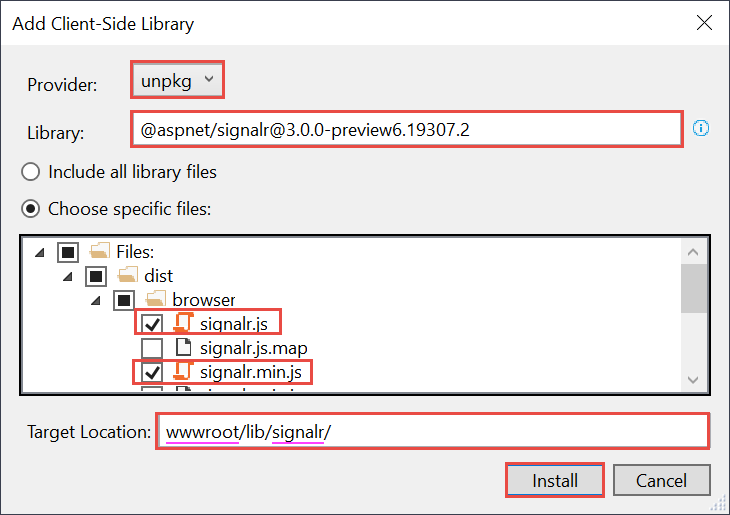 Add Client-Side Library
Provider: unpkg
Library: @aspnet/signalr@3.0.0-preview6.19307.2
Include all library files
Choose specific files:
Files:
dist
browser
signalr.js
signalr.js.map
signalr.min.js
Target Location: wwwroot/lib/signalr/
Install Cancel